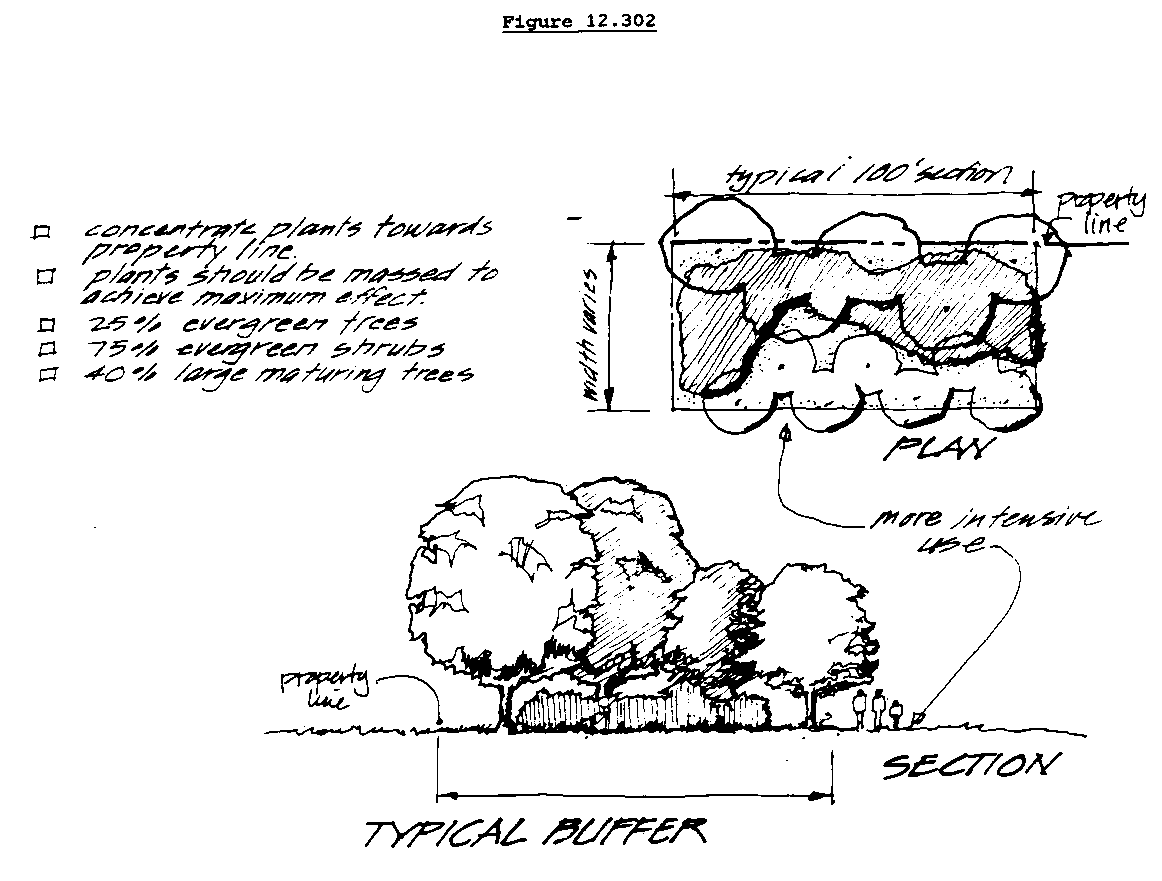 Figure 12.302
concentrate plants towards
property line.
plants should be massed to
achieve maximum effect.
25% evergreen trees
75% evergreen shrubs
40% large maturing trees
typical 100' section
property
line
width varies
PLAN
more intensive
use
property
line
SECTION
TYPICAL BUFFER